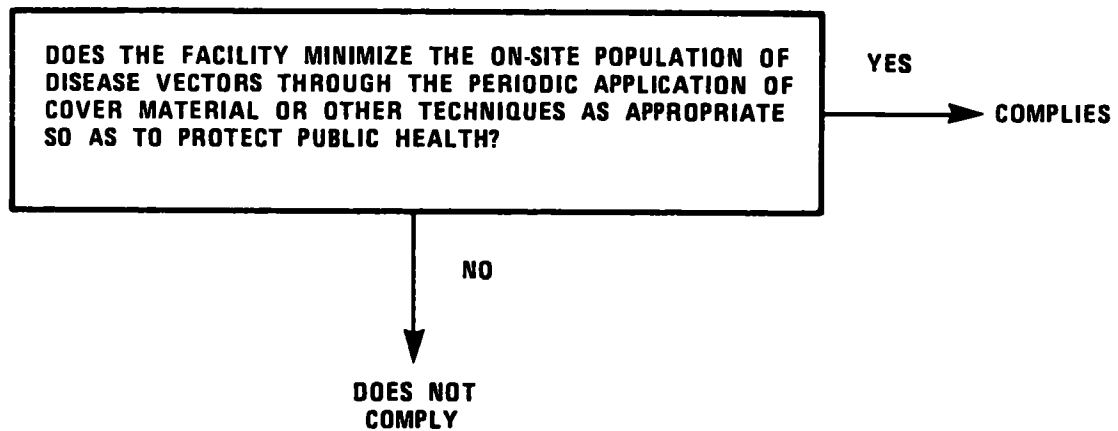 DOES THE FACILITY MINIMIZE THE ON-SITE POPULATION OF
DISEASE VECTORS THROUGH THE PERIODIC APPLICATION OF
COVER MATERIAL OR OTHER TECHNIQUES AS APPROPRIATE
SO AS TO PROTECT PUBLIC HEALTH?
YES
COMPLIES
NO
DOES NOT
COMPLY